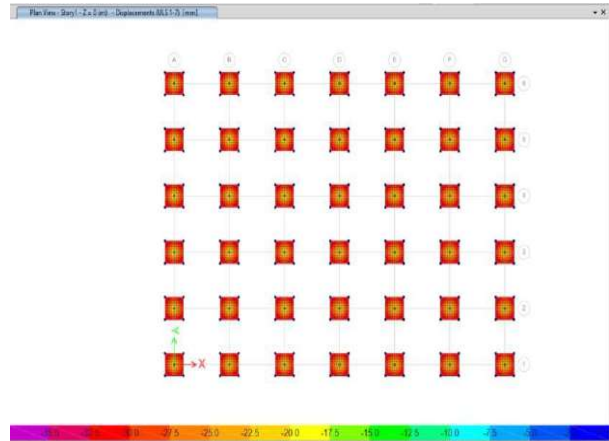 Plan View - Story1 - Z = 0 (m) - Displacements (ULS 1-7) [mm]
A B C D E F G
6
5
4
3
2
1
Y
X
-27.5 -25.0 -22.5 -20.0 -17.5 -15.0 -12.5 -10.0 -7.5